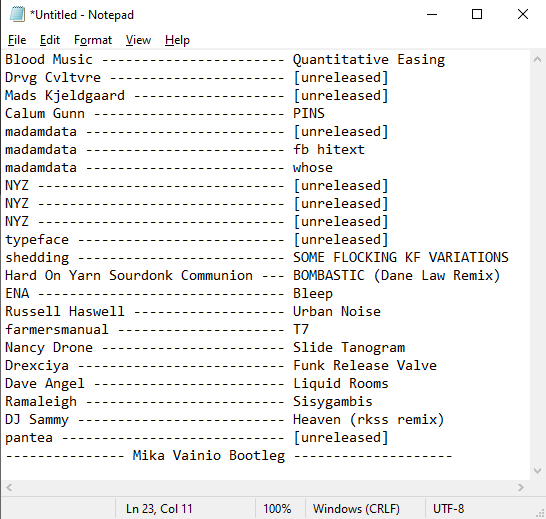 *Untitled - Notepad
File Edit Format View Help
Blood Music ----------------------- Quantitative Easing
Drvg Cvltvre ---------------------- [unreleased]
Mads Kjeldgaard ------------------- [unreleased]
Calum Gunn ------------------------ PINS
madamdata ------------------------- [unreleased]
madamdata ------------------------- fb hitext
madamdata ------------------------- whose
NYZ ------------------------------- [unreleased]
NYZ ------------------------------- [unreleased]
NYZ ------------------------------- [unreleased]
typeface -------------------------- [unreleased]
shedding -------------------------- SOME FLOCKING KF VARIATIONS
Hard On Yarn Sourdonk Communion --- BOMBASTIC (Dane Law Remix)
ENA ------------------------------- Bleep
Russell Haswell ------------------- Urban Noise
farmersmanual --------------------- T7
Nancy Drone ----------------------- Slide Tanogram
Drexciya -------------------------- Funk Release Valve
Dave Angel ------------------------ Liquid Rooms
Ramaleigh ------------------------- Sisygambis
DJ Sammy -------------------------- Heaven (rkss remix)
pantea ---------------------------- [unreleased]
--------------- Mika Vainio Bootleg --------------------
Ln 23, Col 11 100% Windows (CRLF) UTF-8